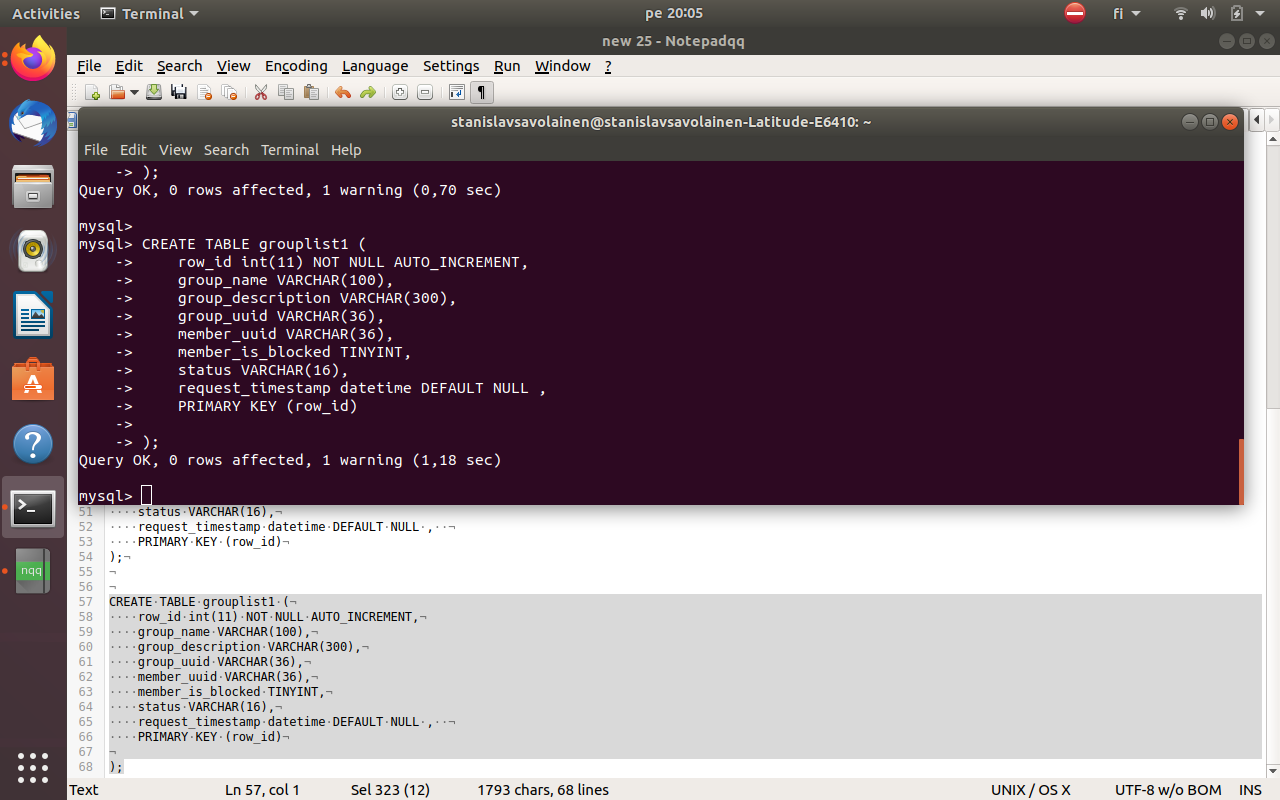 Activities Terminal pe 20:05 fi
new 25 - Notepadqq
File Edit Search View Encoding Language Settings Run Window ?
stanislavsavolainen@stanislavsavolainen-Latitude-E6410: ~
File Edit View Search Terminal Help
    -> );
Query OK, 0 rows affected, 1 warning (0,70 sec)
mysql>
mysql> CREATE TABLE grouplist1 (
    ->     row_id int(11) NOT NULL AUTO_INCREMENT,
    ->     group_name VARCHAR(100),
    ->     group_description VARCHAR(300),
    ->     group_uuid VARCHAR(36),
    ->     member_uuid VARCHAR(36),
    ->     member_is_blocked TINYINT,
    ->     status VARCHAR(16),
    ->     request_timestamp datetime DEFAULT NULL ,
    ->     PRIMARY KEY (row_id)
    ->
    -> );
Query OK, 0 rows affected, 1 warning (1,18 sec)
mysql>
51 ····status·VARCHAR(16),¬
52 ····request_timestamp·datetime·DEFAULT·NULL·,··¬
53 ····PRIMARY·KEY·(row_id)¬
54 );¬
55 ¬
56 ¬
57 CREATE·TABLE·grouplist1·(¬
58 ····row_id·int(11)·NOT·NULL·AUTO_INCREMENT,¬
59 ····group_name·VARCHAR(100),¬
60 ····group_description·VARCHAR(300),¬
61 ····group_uuid·VARCHAR(36),¬
62 ····member_uuid·VARCHAR(36),¬
63 ····member_is_blocked·TINYINT,¬
64 ····status·VARCHAR(16),¬
65 ····request_timestamp·datetime·DEFAULT·NULL·,··¬
66 ····PRIMARY·KEY·(row_id)¬
67 ¬
68 );
nqq
Text Ln 57, col 1 Sel 323 (12) 1793 chars, 68 lines UNIX / OS X UTF-8 w/o BOM INS